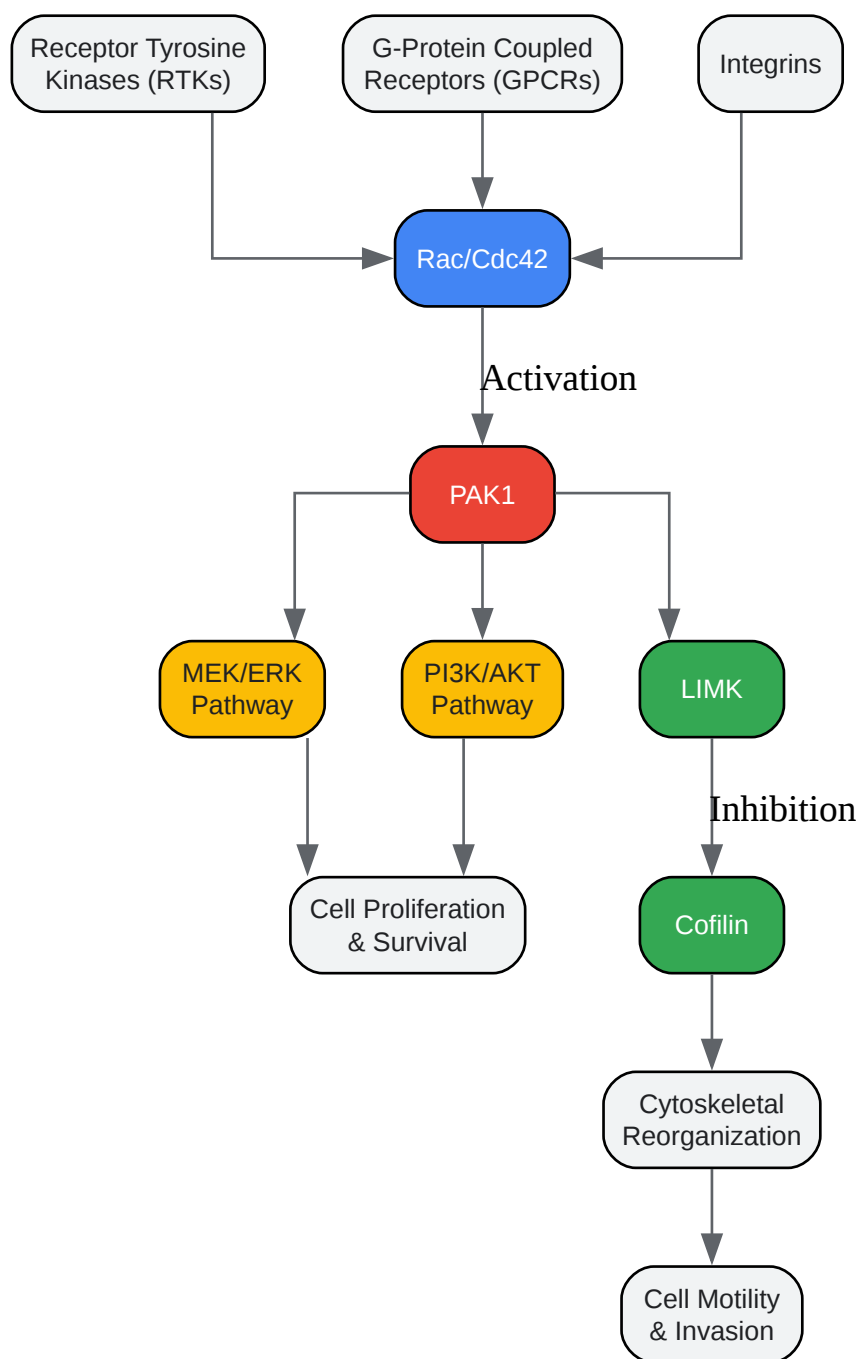 Receptor Tyrosine
Kinases (RTKs)
G-Protein Coupled
Receptors (GPCRs)
Integrins
Rac/Cdc42
Activation
PAK1
MEK/ERK
Pathway
PI3K/AKT
Pathway
LIMK
Inhibition
Cell Proliferation
& Survival
Cofilin
Cytoskeletal
Reorganization
Cell Motility
& Invasion